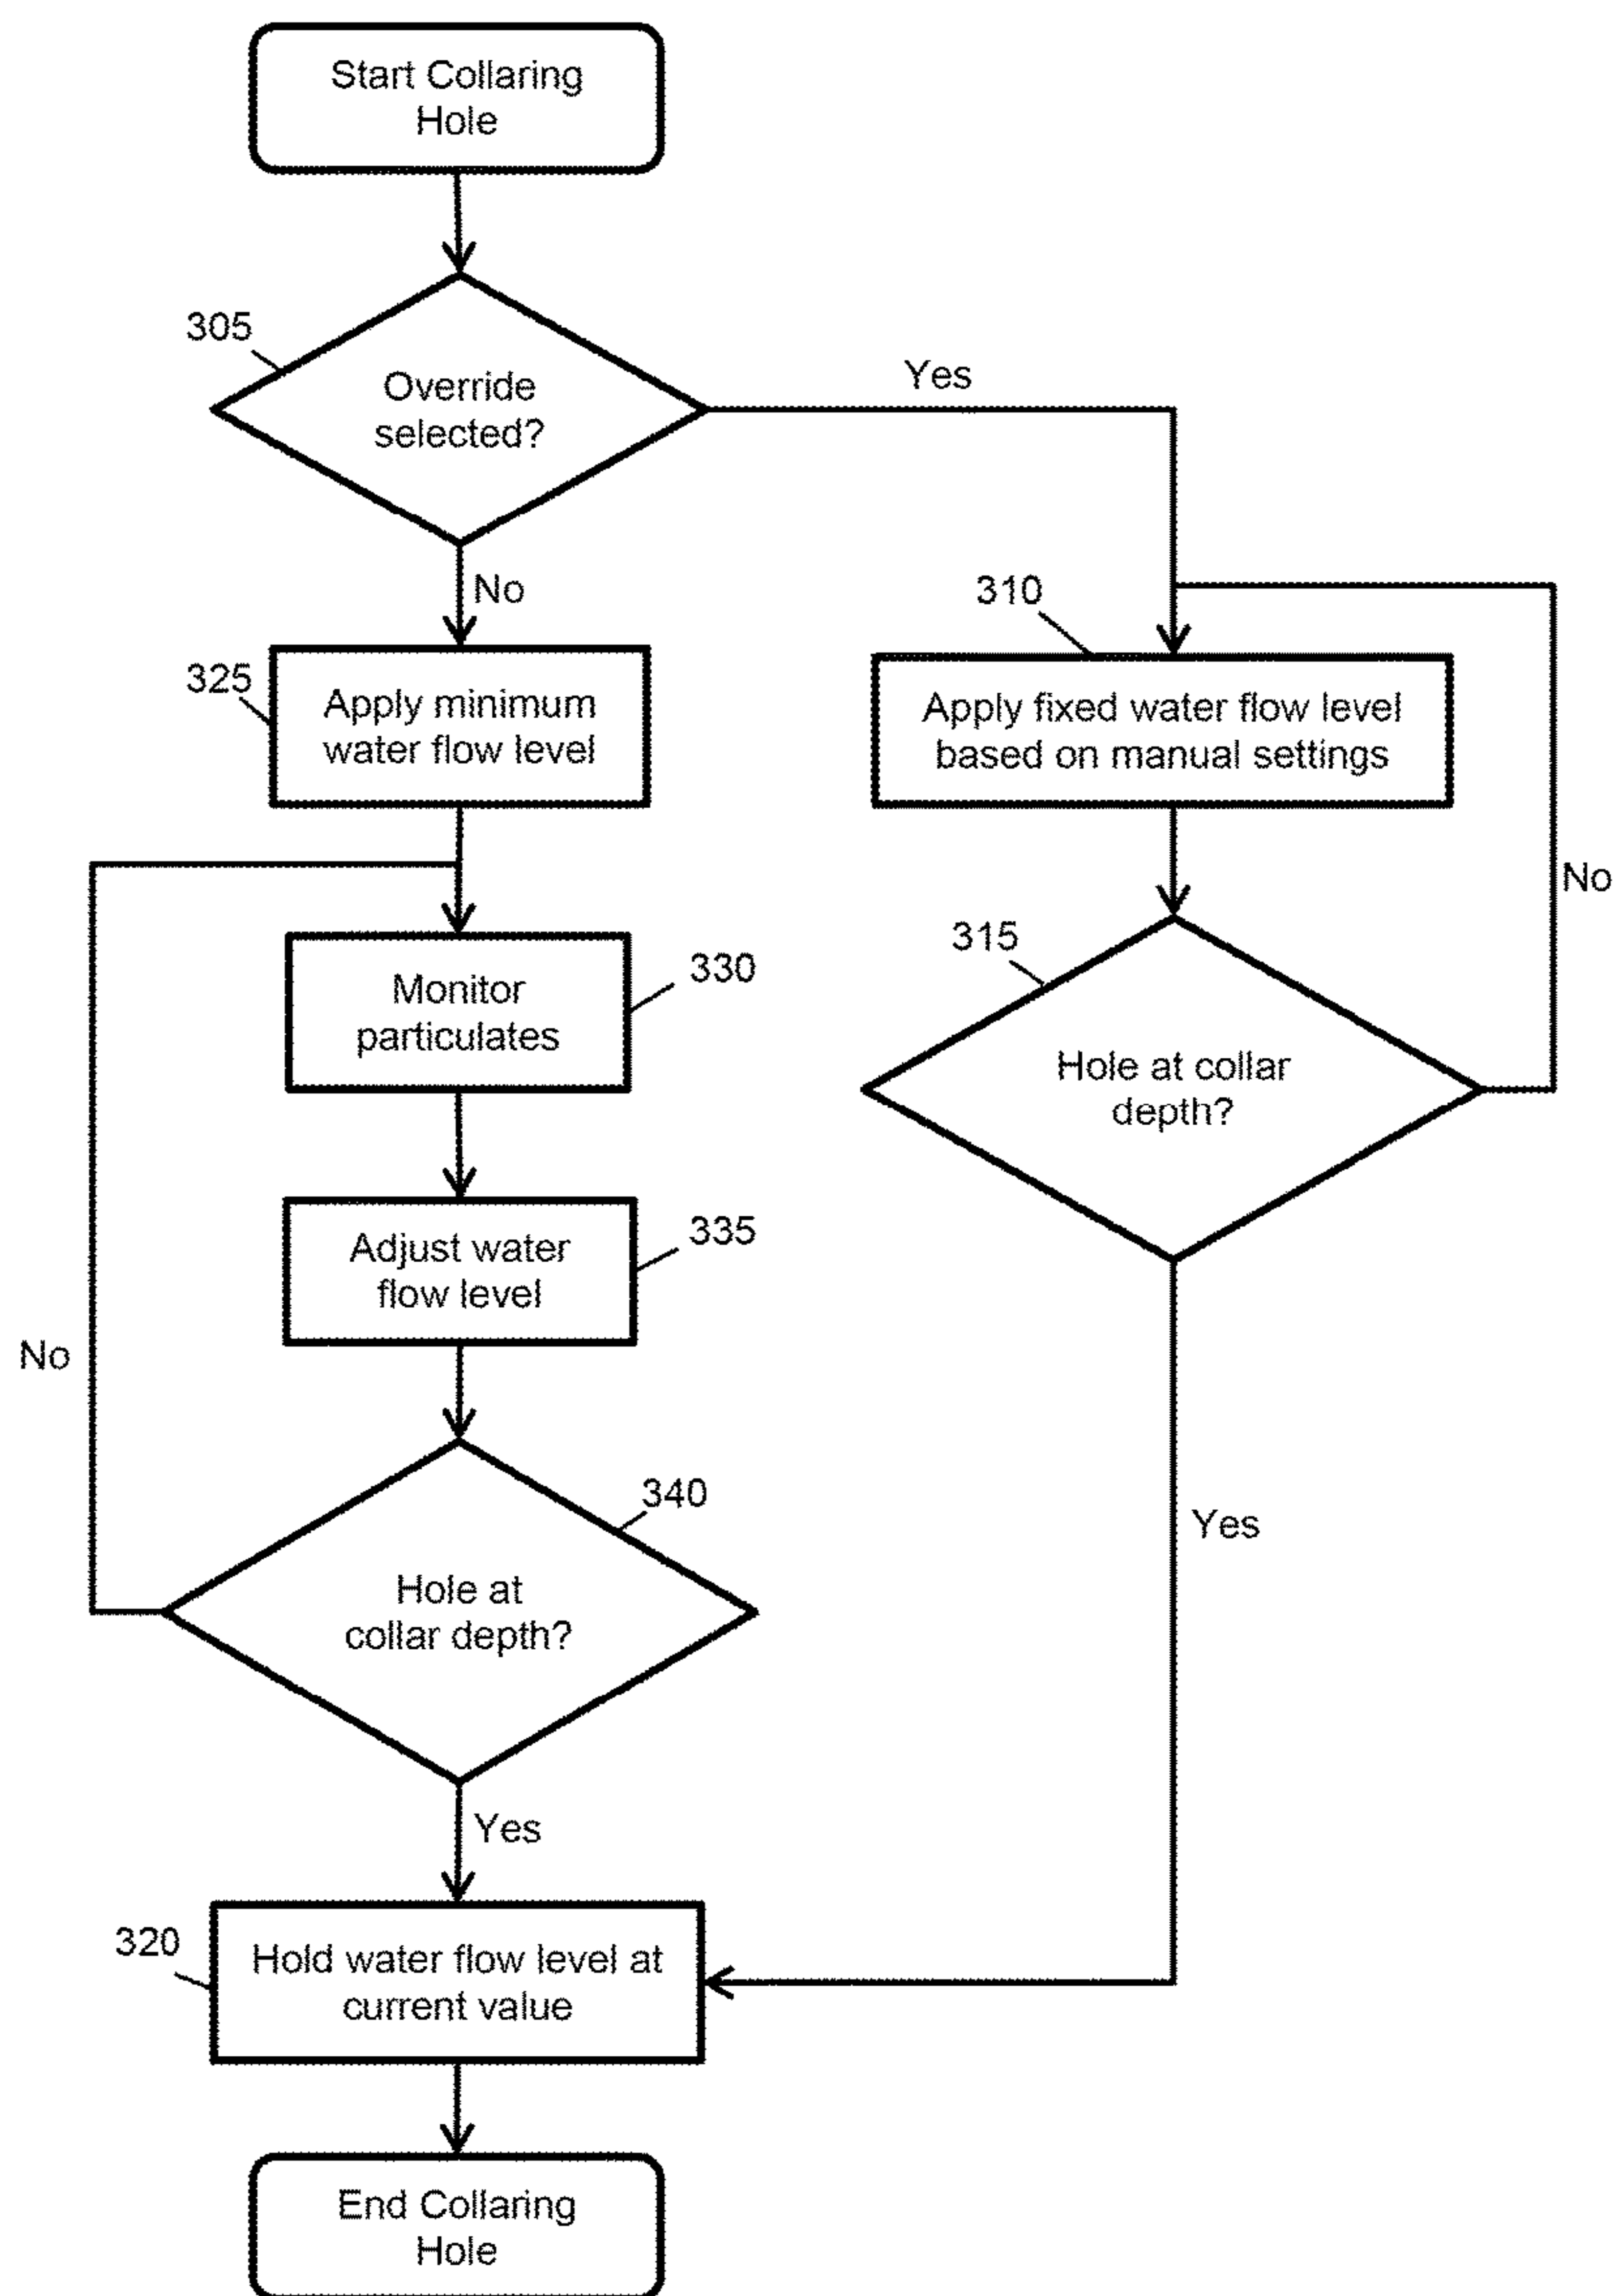 Start Collaring
Hole
305
Override
selected?
Yes
No
310
325
Apply minimum
water flow level
Apply fixed water flow level
based on manual settings
No
315
330
Monitor
particulates
Hole at collar
depth?
335
Adjust water
flow level
No
340
Yes
Hole at
collar depth?
Yes
320
Hold water flow level at
current value
End Collaring
Hole